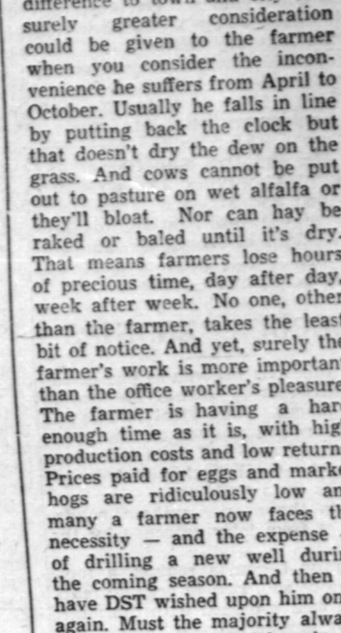 difference to town and
surely greater consideration
could be given to the farmer
when you consider the incon-
venience he suffers from April to
October. Usually he falls in line
by putting back the clock but
that doesn't dry the dew on the
grass. And cows cannot be put
out to pasture on wet alfalfa or
they'll bloat. Nor can hay be
raked or baled until it's dry.
That means farmers lose hours
of precious time, day after day,
week after week. No one, other
than the farmer, takes the least
bit of notice. And yet, surely the
farmer's work is more important
than the office worker's pleasure
The farmer is having a har
enough time as it is, with hig
production costs and low return
Prices paid for eggs and marke
hogs are ridiculously low an
many a farmer now faces th
necessity — and the expense
of drilling a new well durin
the coming season. And then
have DST wished upon him on
again. Must the majority alwa